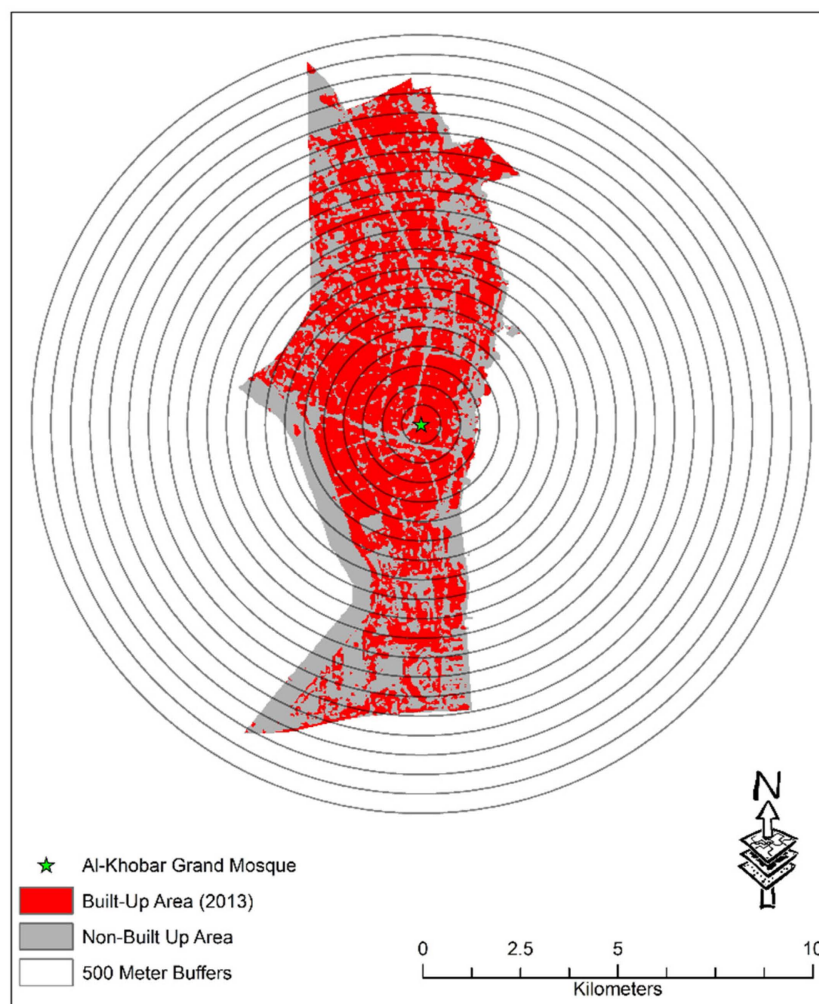 N
Al-Khobar Grand Mosque
Built-Up Area (2013)
Non-Built Up Area
500 Meter Buffers
0 2.5 5 10
Kilometers